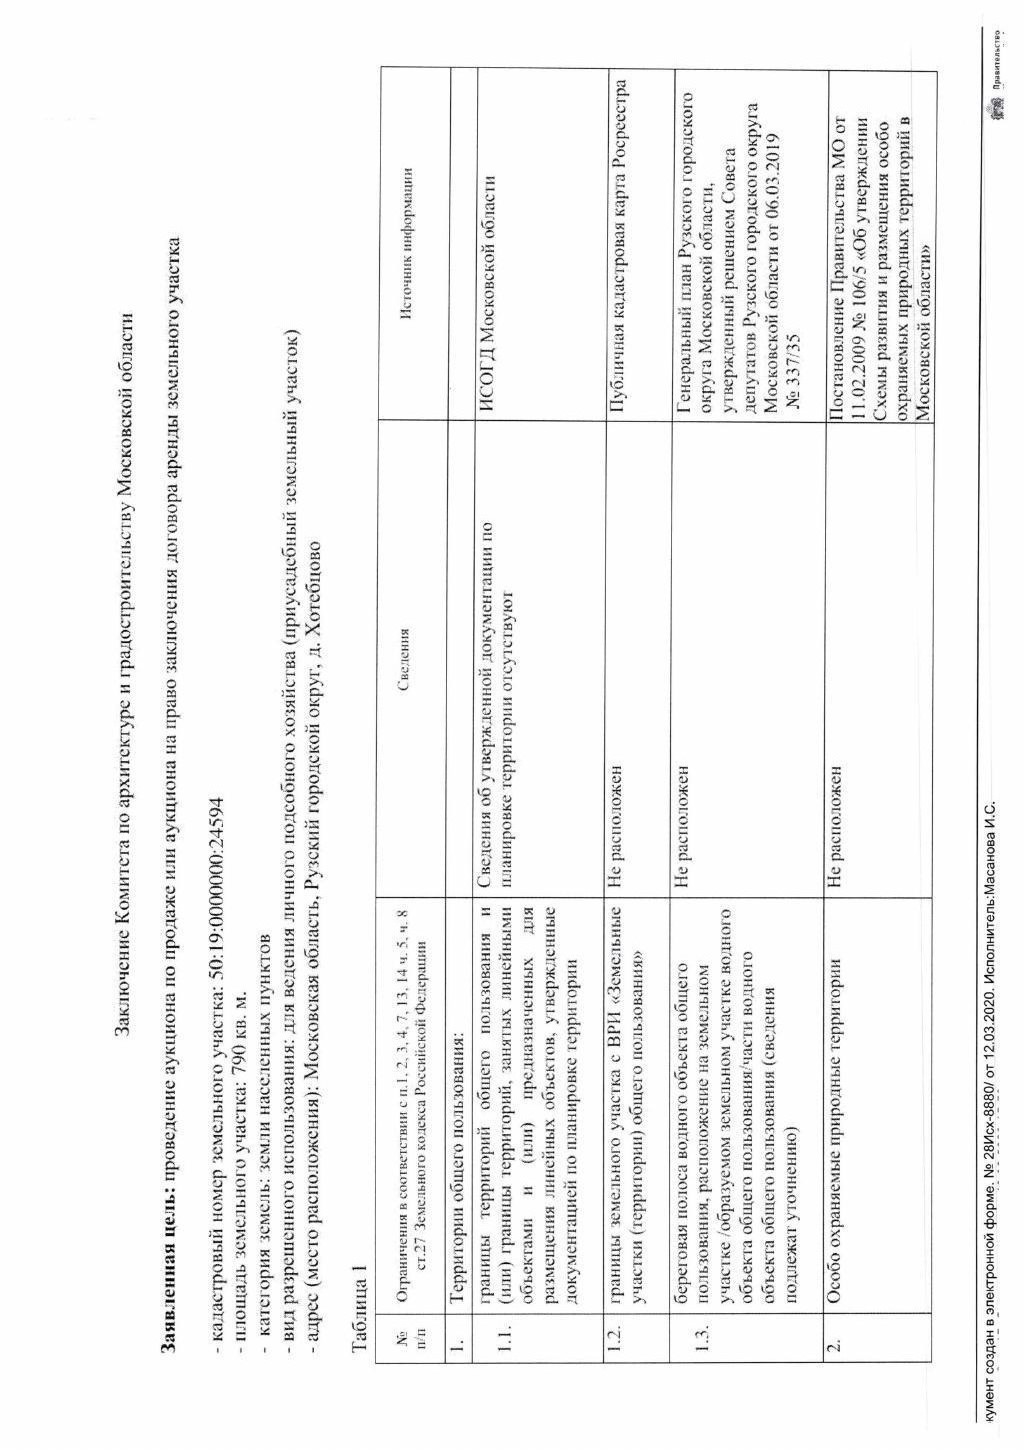 Заключение Комитета по архитектуре и градостроительству Московской области
Заявленная цель: проведение аукциона по продаже или аукциона на право заключения договора аренды земельного участка
- кадастровый номер земельного участка: 50:19:0000000:24594
- площадь земельного участка: 790 кв. м.
- категория земель: земли населенных пунктов
- вид разрешенного использования: для ведения личного подсобного хозяйства (приусадебный земельный участок)
- адрес (место расположения): Московская область, Рузский городской округ, д. Хотебцово
Таблица 1
№
п/п
Ограничения в соответствии с п.1, 2, 3, 4, 7, 13, 14 ч. 5, ч. 8
ст.27 Земельного кодекса Российской Федерации
Сведения
Источник информации
1.
Территории общего пользования:
1.1.
границы территорий общего пользования и
(или) границы территорий, занятых линейными
объектами и (или) предназначенных для
размещения линейных объектов, утвержденные
документацией по планировке территории
Сведения об утвержденной документации по
планировке территории отсутствуют
ИСОГД Московской области
1.2.
границы земельного участка с ВРИ «Земельные
участки (территории) общего пользования»
Не расположен
Публичная кадастровая карта Росреестра
1.3.
береговая полоса водного объекта общего
пользования, расположение на земельном
участке /образуемом земельном участке водного
объекта общего пользования/части водного
объекта общего пользования (сведения
подлежат уточнению)
Не расположен
Генеральный план Рузского городского
округа Московской области,
утвержденный решением Совета
депутатов Рузского городского округа
Московской области от 06.03.2019
№ 337/35
2.
Особо охраняемые природные территории
Не расположен
Постановление Правительства МО от
11.02.2009 № 106/5 «Об утверждении
Схемы развития и размещения особо
охраняемых природных территорий в
Московской области»
кумент создан в электронной форме. № 28Исх-8880/ от 12.03.2020. Исполнитель:Масанова И.С.
Правительство